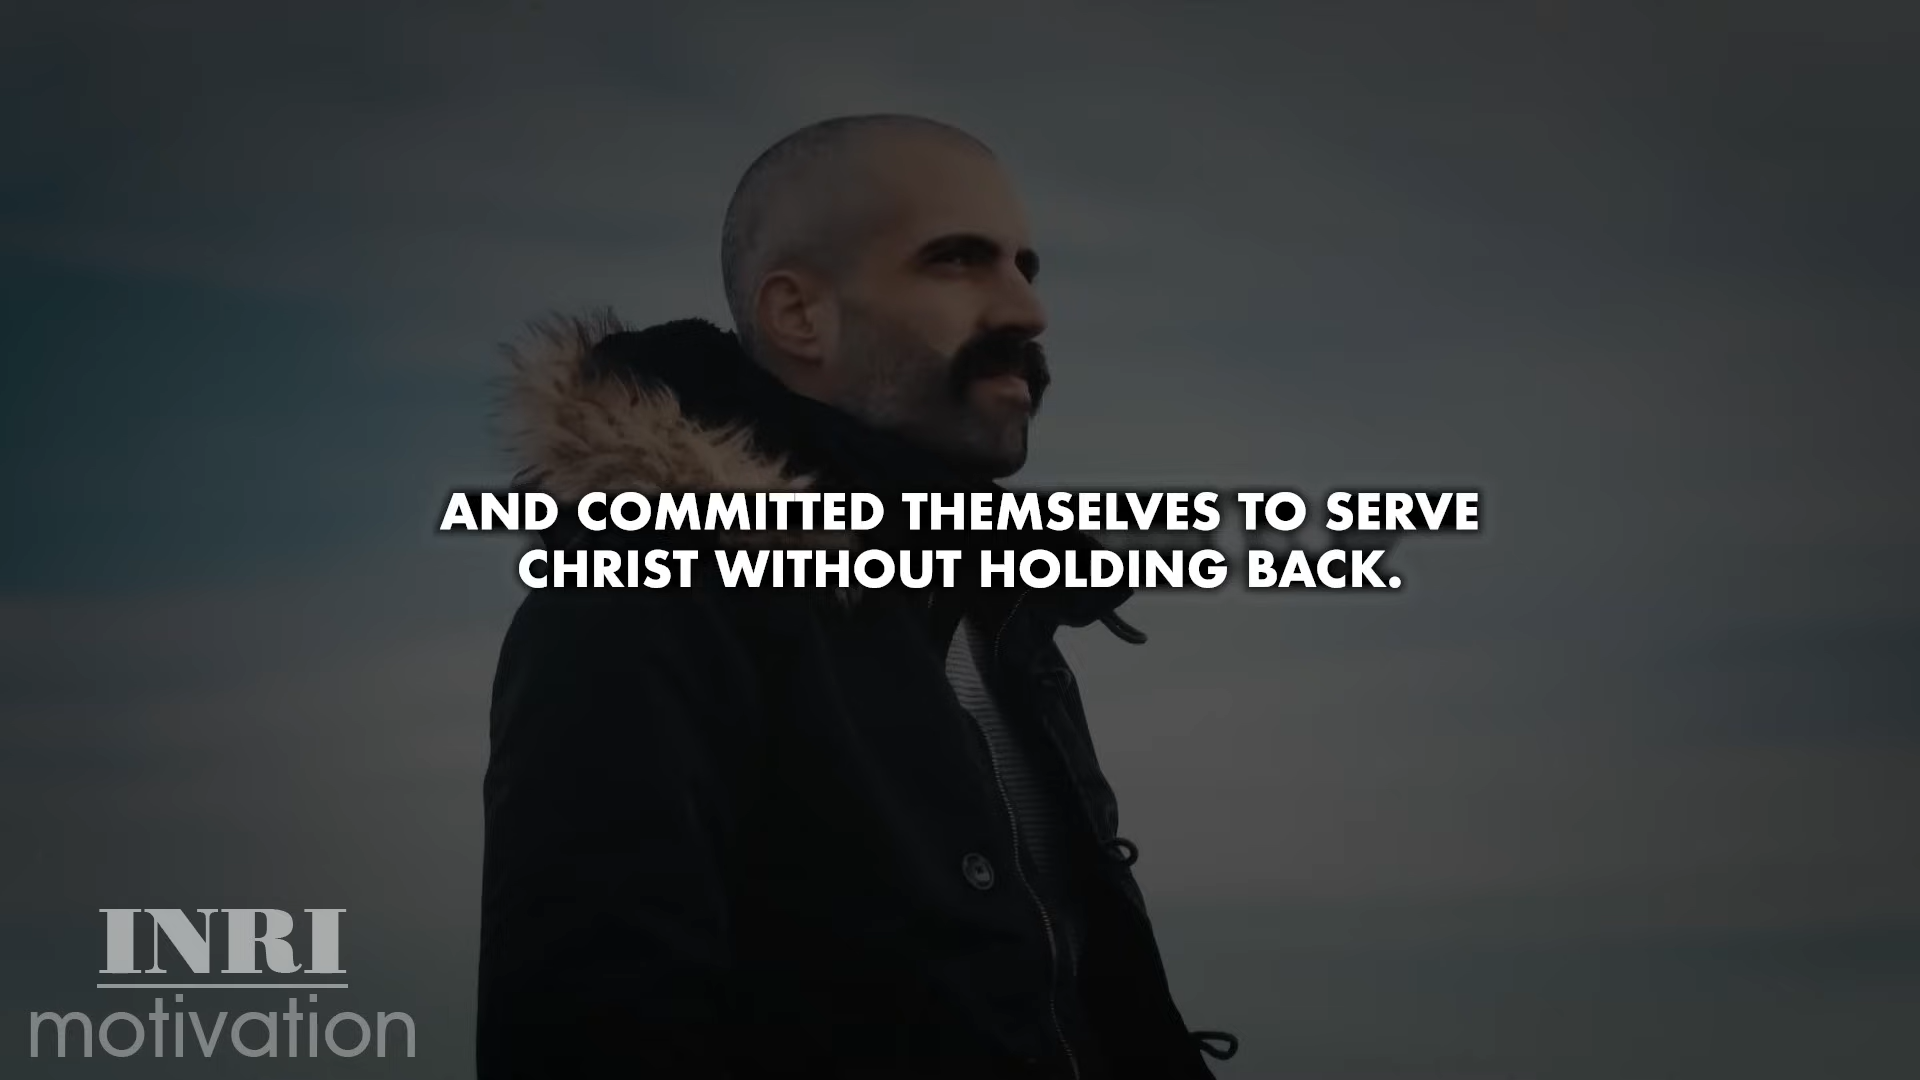 AND COMMITTED THEMSELVES TO SERVE
CHRIST WITHOUT HOLDING BACK.
INRI
motivation